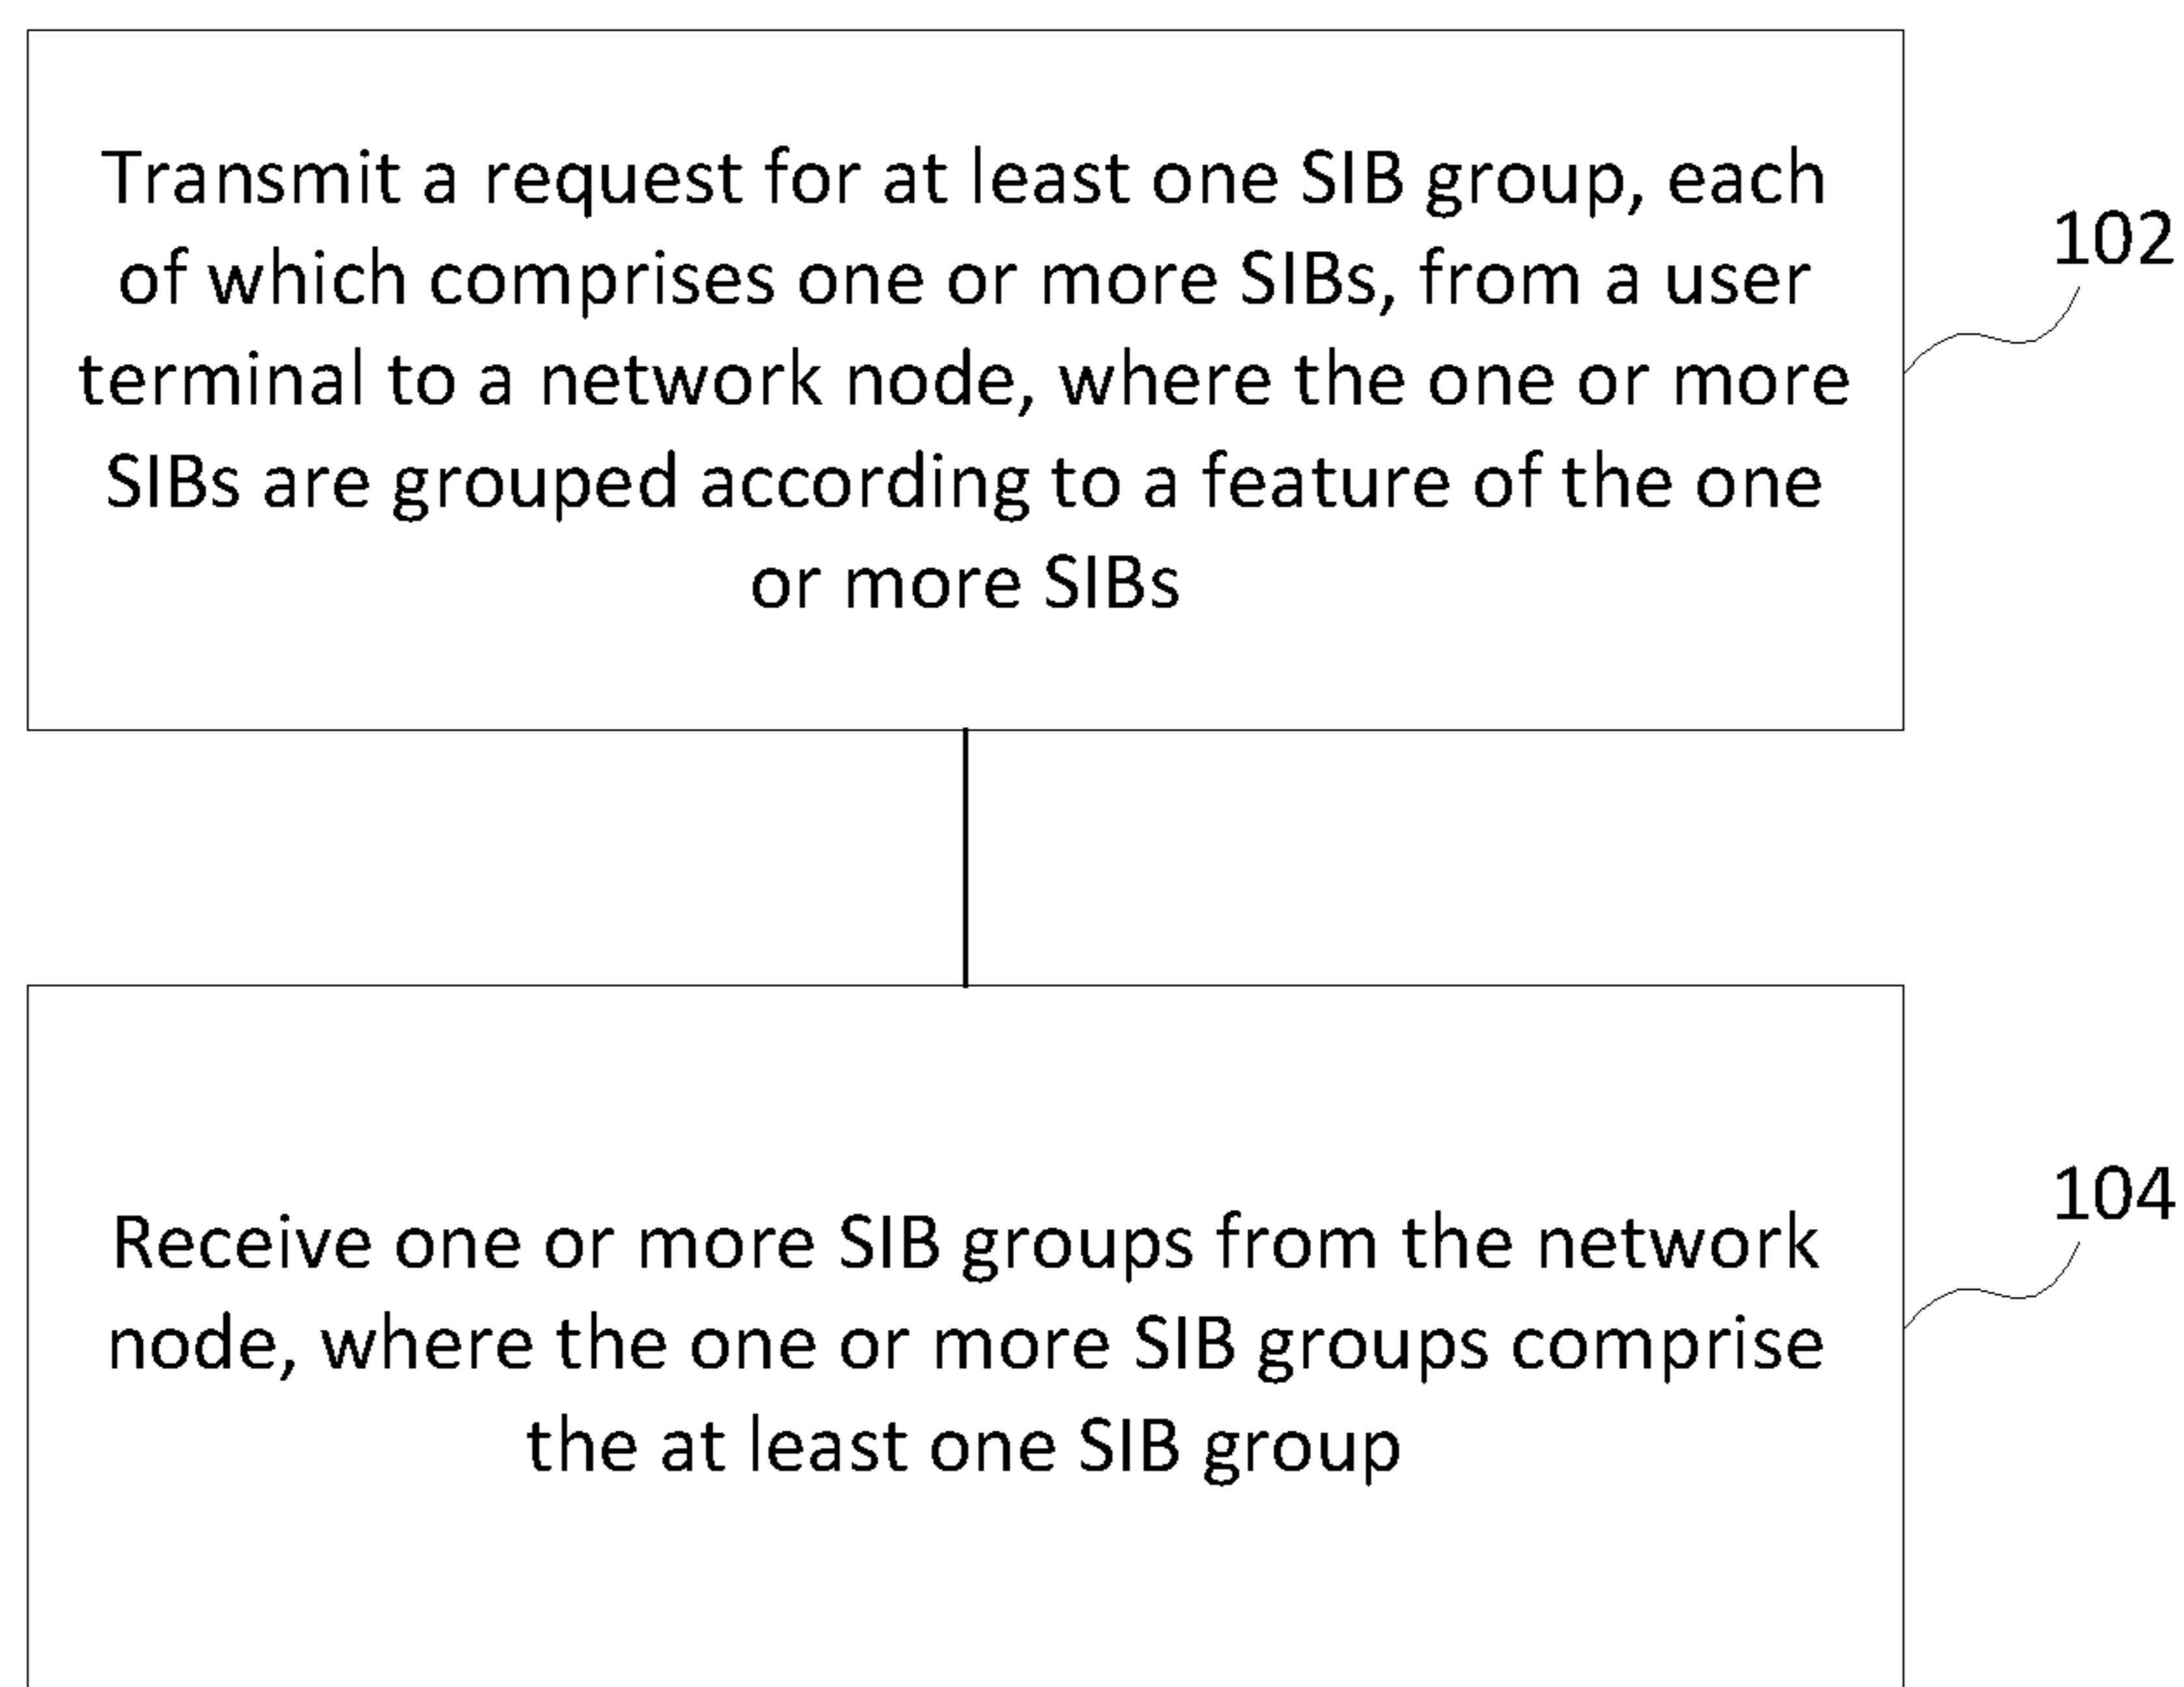 Transmit a request for at least one SIB group, each
of which comprises one or more SIBs, from a user
terminal to a network node, where the one or more
SIBs are grouped according to a feature of the one
or more SIBs
102
Receive one or more SIB groups from the network
node, where the one or more SIB groups comprise
the at least one SIB group
104